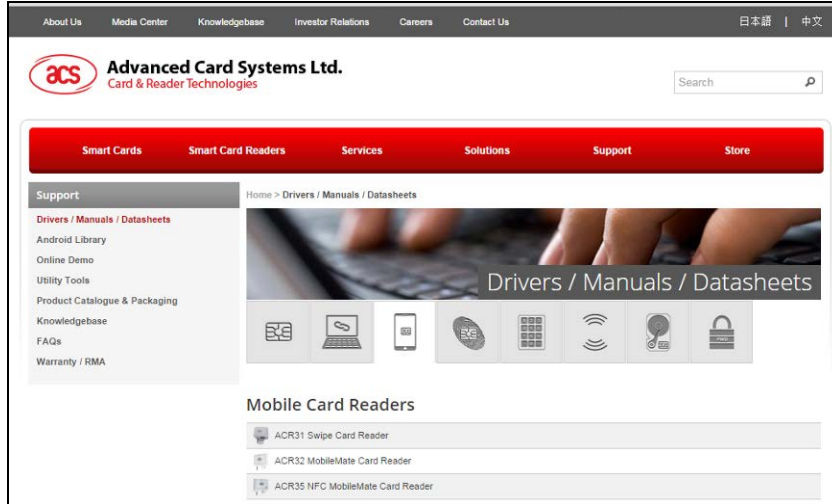 About Us Media Center Knowledgebase Investor Relations Careers Contact Us 日本語 | 中文
acs
Advanced Card Systems Ltd.
Card & Reader Technologies
Search
Smart Cards Smart Card Readers Services Solutions Support Store
Support
Drivers / Manuals / Datasheets
Android Library
Online Demo
Utility Tools
Product Catalogue & Packaging
Knowledgebase
FAQs
Warranty / RMA
Home > Drivers / Manuals / Datasheets
Drivers / Manuals / Datasheets
Mobile Card Readers
ACR31 Swipe Card Reader
ACR32 MobileMate Card Reader
ACR35 NFC MobileMate Card Reader